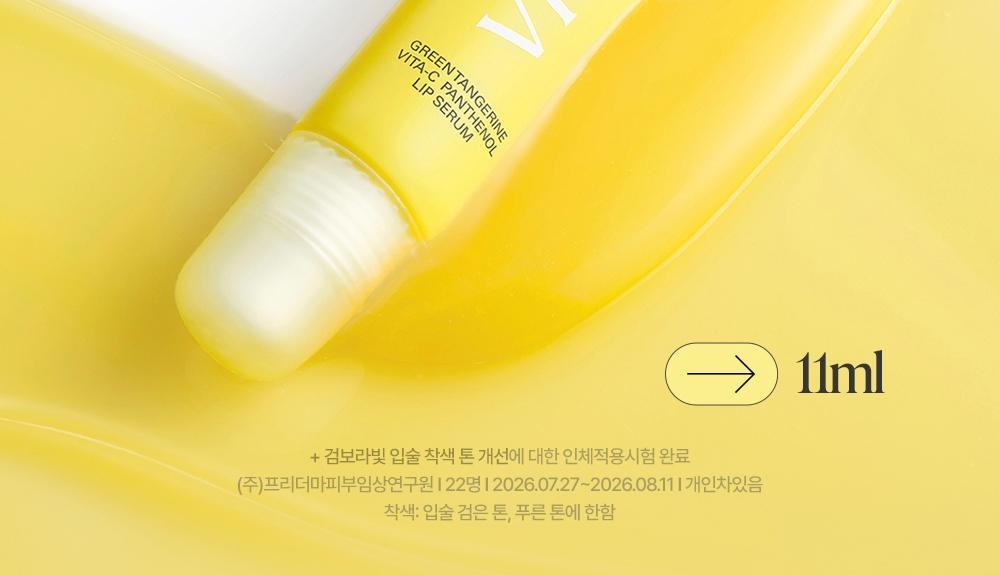 VI
GREEN TANGERINE
VITA-C PANTHENOL
LIP SERUM
11ml
+ 검보라빛 입술 착색 톤 개선에 대한 인체적용시험 완료
(주)프리더마피부임상연구원 I 22명 I 2026.07.27~2026.08.11 I 개인차있음
착색: 입술 검은 톤, 푸른 톤에 한함